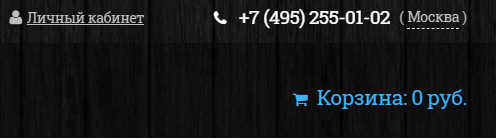 Личный кабинет +7 (495) 255-01-02 ( Москва )
Корзина: 0 руб.